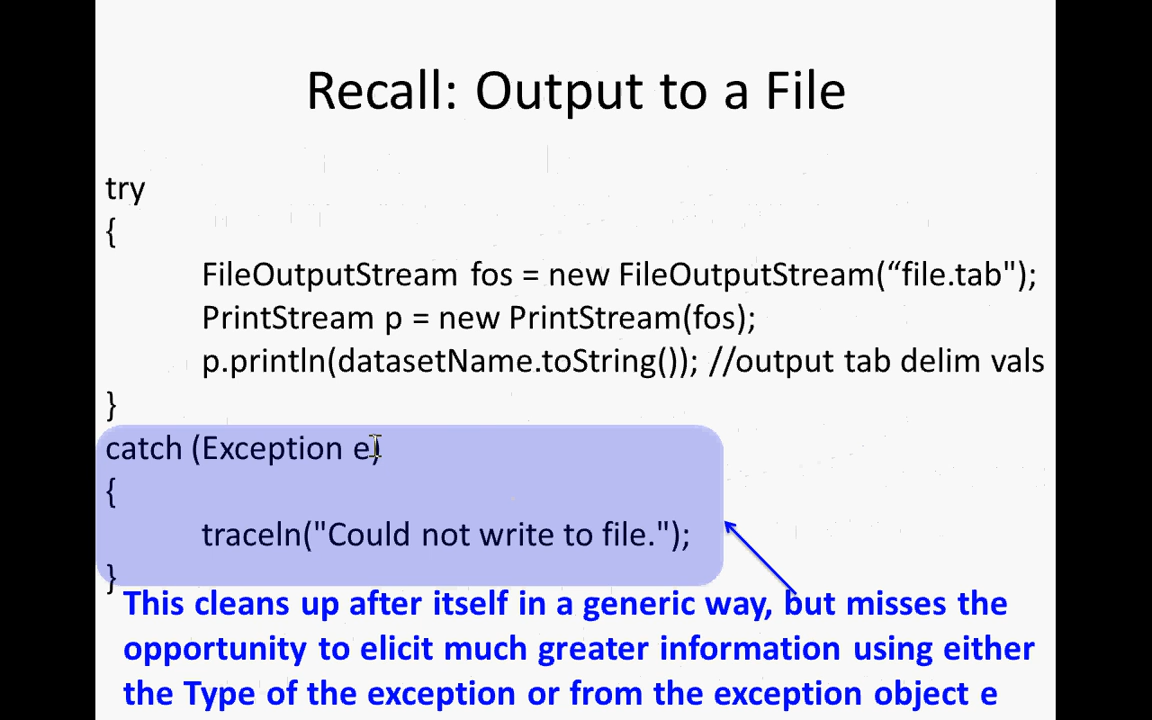 Recall: Output to a File
try
{
FileOutputStream fos = new FileOutputStream(“file.tab");
PrintStream p = new PrintStream(fos);
p.println(datasetName.toString()); //output tab delim vals
}
catch (Exception e)
{
traceln("Could not write to file.");
}
This cleans up after itself in a generic way, but misses the
opportunity to elicit much greater information using either
the Type of the exception or from the exception object e